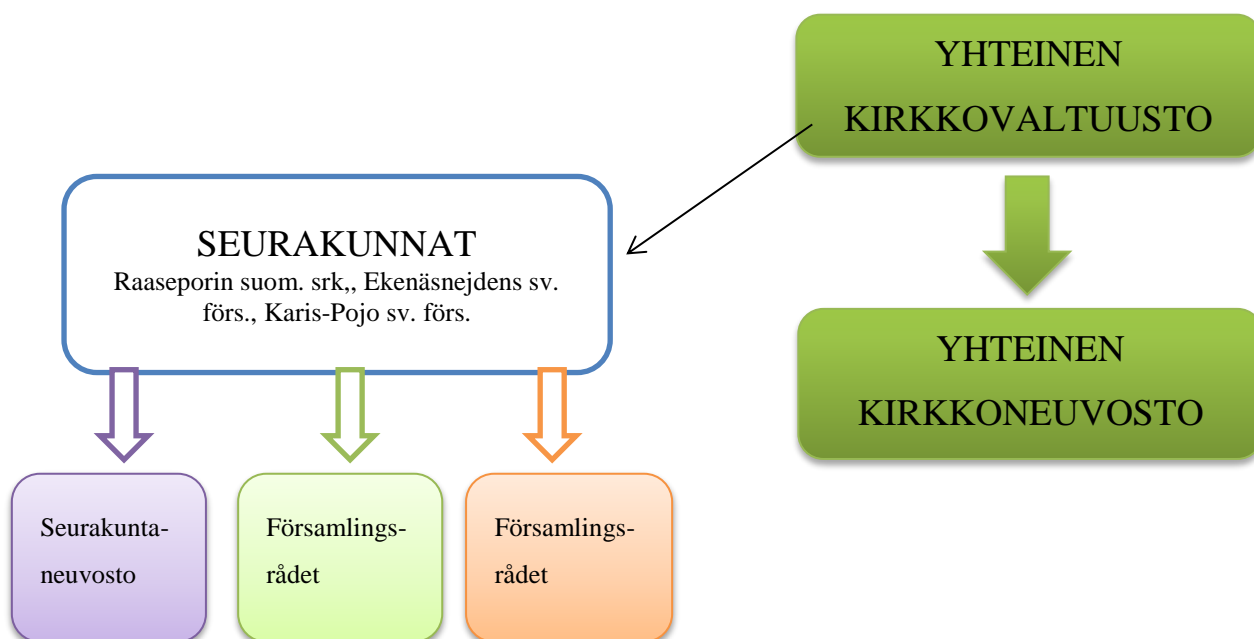 YHTEINEN
KIRKKOVALTUUSTO
SEURAKUNNAT
Raaseporin suom. srk,, Ekenäsnejdens sv.
förs., Karis-Pojo sv. förs.
YHTEINEN
KIRKKONEUVOSTO
Seurakunta-
neuvosto
Församlings-
rådet
Församlings-
rådet